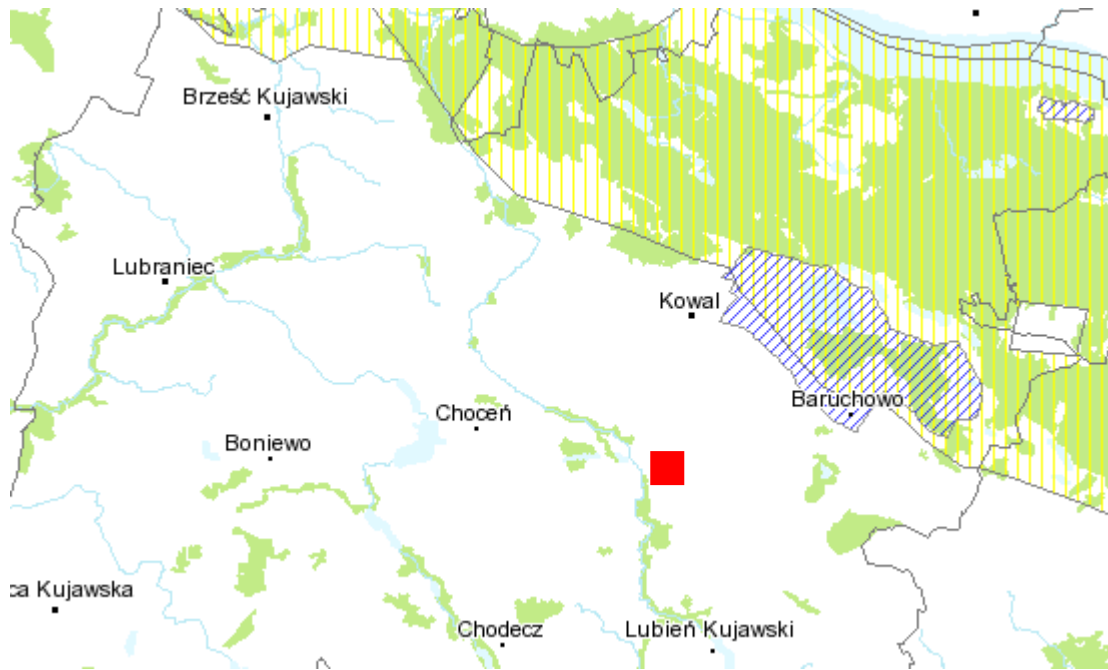 Brześć Kujawski
Lubraniec
Kowal
Baruchowo
Choceń
Boniewo
ca Kujawska
Chodecz
Lubień Kujawski